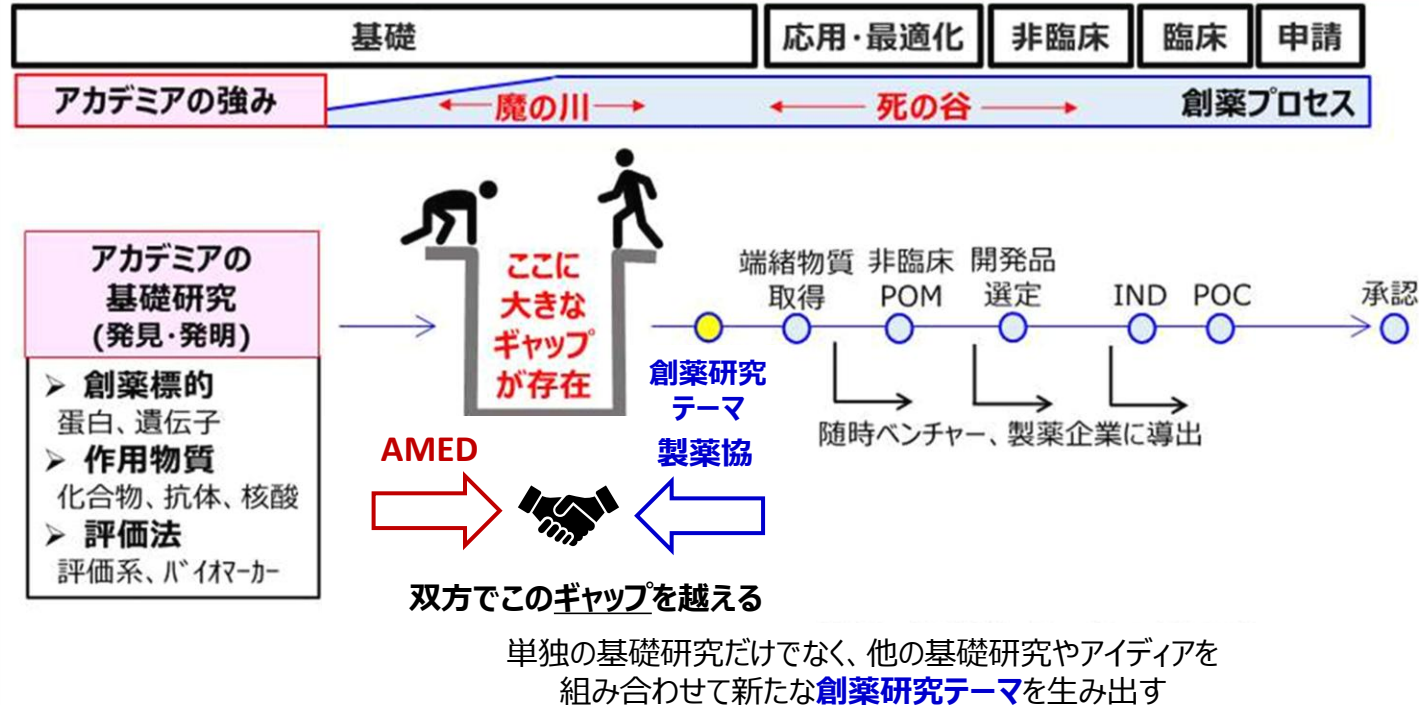 基礎
応用・最適化
非臨床
臨床
申請
アカデミアの強み
魔の川
死の谷
創薬プロセス
アカデミアの
基礎研究
(発見・発明)
➢ 創薬標的
蛋白、遺伝子
➢ 作用物質
化合物、抗体、核酸
➢ 評価法
評価系、バイオマーカー
ここに
大きな
ギャップ
が存在
創薬研究
テーマ
端緒物質
取得
非臨床
POM
開発品
選定
IND
POC
承認
随時ベンチャー、製薬企業に導出
AMED
製薬協
双方でこのギャップを越える
単独の基礎研究だけでなく、他の基礎研究やアイディアを
組み合わせて新たな創薬研究テーマを生み出す